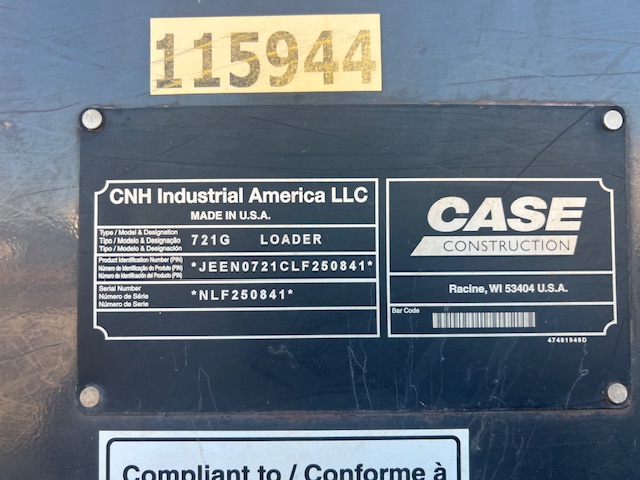 115944
CNH Industrial America LLC
MADE IN U.S.A.
Type / Model & Designation
Tipo / Modelo & Designação
Tipo / Modelo & Designación
721G LOADER
Product Identification Number (PIN)
Número de Identificação do Produto (PIN)
Número de Identificación del Producto (PIN)
*JEEN0721CLF250841*
Serial Number
Número de Série
Número de Serie
*NLF250841*
CASE
CONSTRUCTION
Racine, WI 53404 U.S.A.
Bar Code
47481949D
Compliant to / Conforme à